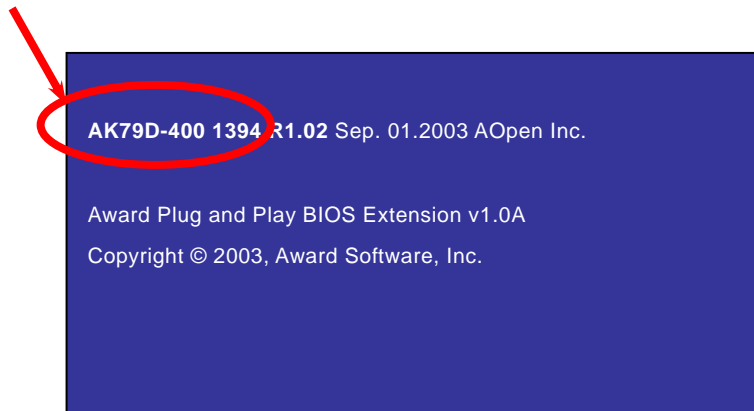 AK79D-400 1394 R1.02 Sep. 01.2003 AOpen Inc.
Award Plug and Play BIOS Extension v1.0A
Copyright © 2003, Award Software, Inc.